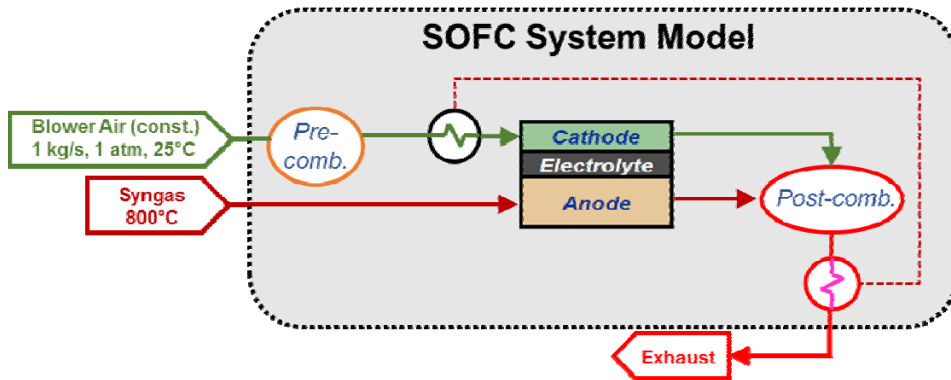 SOFC System Model
Blower Air (const.)
1 kg/s, 1 atm, 25°C
Pre-
comb.
Cathode
Electrolyte
Anode
Syngas
800°C
Post-comb.
Exhaust